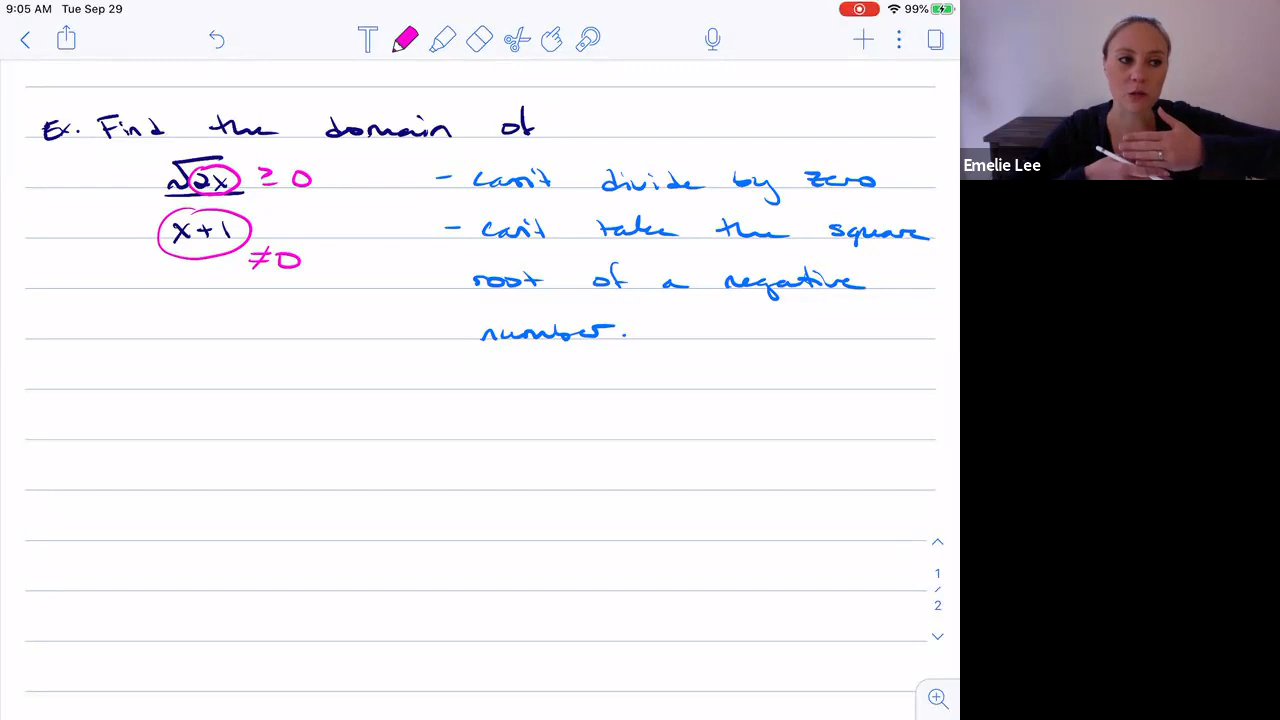 9:05 AM Tue Sep 29
99%
T
Ex. Find the domain of
√2x ≥ 0
x+1
≠0
- can't divide by zero
- can't take the square
root of a negative
number.
Emelie Lee
1
/
2